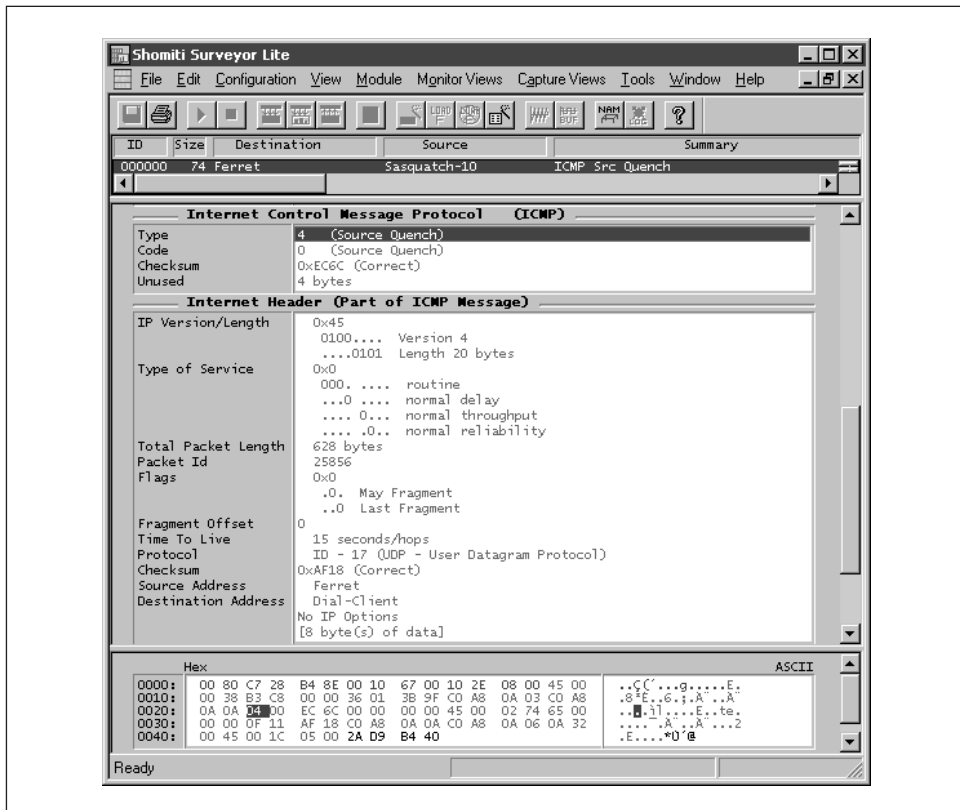 Shomiti Surveyor Lite
File Edit Configuration View Module Monitor Views Capture Views Tools Window Help
ID Size Destination Source Summary
000000 74 Ferret Sasquatch-10 ICMP Src Quench
Internet Control Message Protocol (ICMP)
Type 4 (Source Quench)
Code 0 (Source Quench)
Checksum 0xEC6C (Correct)
Unused 4 bytes
Internet Header (Part of ICMP Message)
IP Version/Length 0x45
0100.... Version 4
....0101 Length 20 bytes
Type of Service 0x0
000. .... routine
...0 .... normal delay
.... 0... normal throughput
.... .0.. normal reliability
Total Packet Length 628 bytes
Packet Id 25856
Flags 0x0
.0. May Fragment
..0 Last Fragment
Fragment Offset 0
Time To Live 15 seconds/hops
Protocol ID - 17 (UDP - User Datagram Protocol)
Checksum 0xAF18 (Correct)
Source Address Ferret
Destination Address Dial-Client
No IP Options
[8 byte(s) of data]
Hex ASCII
0000: 00 80 C7 28 B4 8E 00 10 67 00 10 2E 08 00 45 00 ..Ç(´...g.....E.
0010: 00 38 B3 C8 00 00 36 01 3B 9F C0 A8 0A 03 C0 A8 .8³È..6.;.À¨..À¨
0020: 0A 0A 04 00 EC 6C 00 00 00 00 45 00 02 74 65 00 ....ìl....E..te.
0030: 00 00 0F 11 AF 18 C0 A8 0A 0A C0 A8 0A 06 0A 32 ....¯.À¨..À¨...2
0040: 00 45 00 1C 05 00 2A D9 B4 40 .E....*Ù´@
Ready